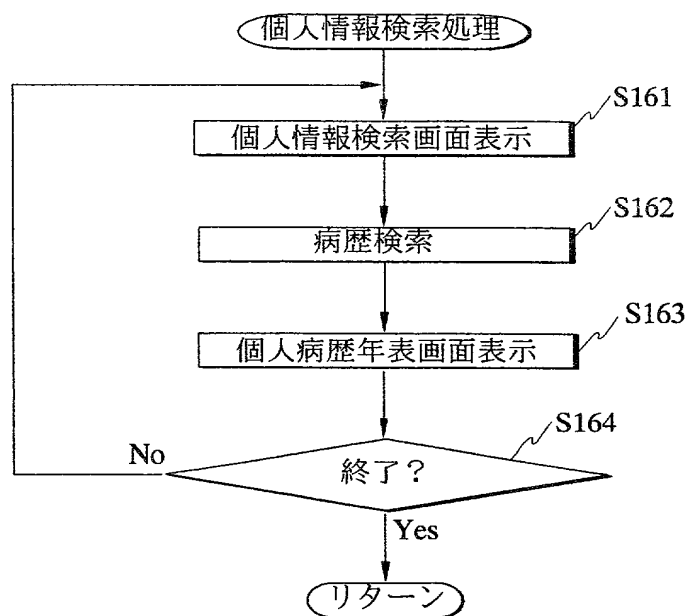 個人情報検索処理
S161
個人情報検索画面表示
S162
病歴検索
S163
個人病歴年表画面表示
S164
No
終了？
Yes
リターン